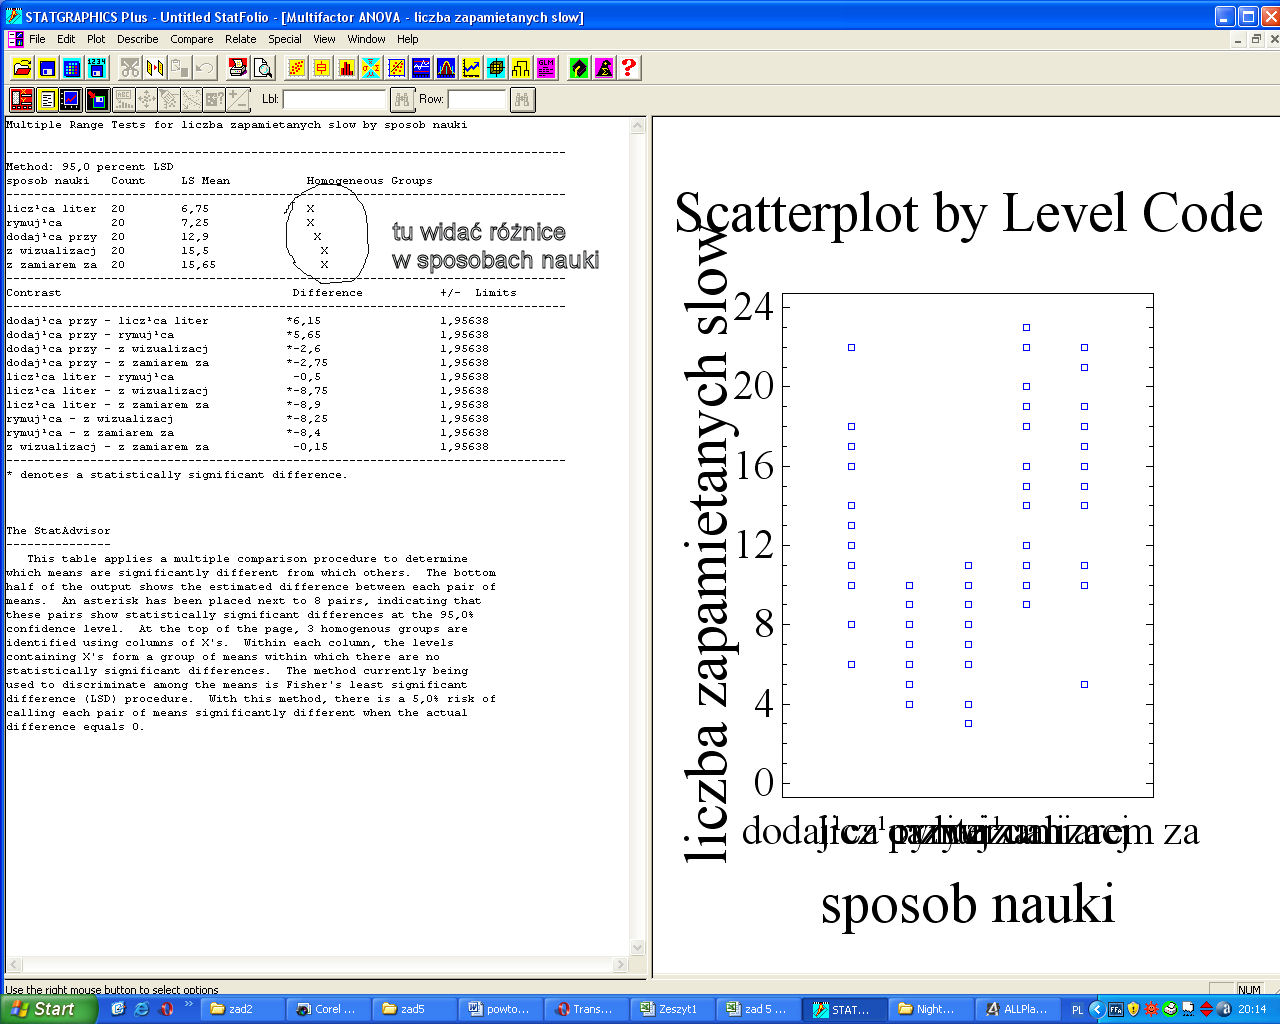 STATGRAPHICS Plus - Untitled StatFolio - [Multifactor ANOVA - liczba zapamietanych slow]
File Edit Plot Describe Compare Relate Special View Window Help
Lbl: Row:
Multiple Range Tests for liczba zapamietanych slow by sposob nauki
--------------------------------------------------------------------------------
Method: 95,0 percent LSD
sposob nauki Count LS Mean Homogeneous Groups
--------------------------------------------------------------------------------
licz¹ca liter 20 6,75 X
rymuj¹ca 20 7,25 X
dodaj¹ca przy 20 12,9 X
z wizualizacj 20 15,5 X
z zamiarem za 20 15,65 X
tu widać różnice
w sposobach nauki
--------------------------------------------------------------------------------
Contrast Difference +/- Limits
--------------------------------------------------------------------------------
dodaj¹ca przy - licz¹ca liter *6,15 1,95638
dodaj¹ca przy - rymuj¹ca *5,65 1,95638
dodaj¹ca przy - z wizualizacj *-2,6 1,95638
dodaj¹ca przy - z zamiarem za *-2,75 1,95638
licz¹ca liter - rymuj¹ca -0,5 1,95638
licz¹ca liter - z wizualizacj *-8,75 1,95638
licz¹ca liter - z zamiarem za *-8,9 1,95638
rymuj¹ca - z wizualizacj *-8,25 1,95638
rymuj¹ca - z zamiarem za *-8,4 1,95638
z wizualizacj - z zamiarem za -0,15 1,95638
--------------------------------------------------------------------------------
* denotes a statistically significant difference.
The StatAdvisor
---------------
This table applies a multiple comparison procedure to determine
which means are significantly different from which others. The bottom
half of the output shows the estimated difference between each pair of
means. An asterisk has been placed next to 8 pairs, indicating that
these pairs show statistically significant differences at the 95,0%
confidence level. At the top of the page, 3 homogenous groups are
identified using columns of X's. Within each column, the levels
containing X's form a group of means within which there are no
statistically significant differences. The method currently being
used to discriminate among the means is Fisher's least significant
difference (LSD) procedure. With this method, there is a 5,0% risk of
calling each pair of means significantly different when the actual
difference equals 0.
Scatterplot by Level Code
liczba zapamietanych slow
24
20
16
12
8
4
0
sposob nauki
Use the right mouse button to select options
NUM
Start
zad2
Corel ...
zad5
powto...
Trans...
Zeszyt1
zad 5 ...
STAT...
Night...
ALLPla...
PL
20:14